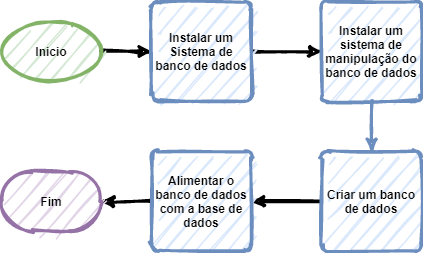 Inicio
Instalar um
Sistema de
banco de dados
Instalar um
sistema de
manipulação do
banco de dados
Criar um banco
de dados
Alimentar o
banco de dados
com a base de
dados
Fim